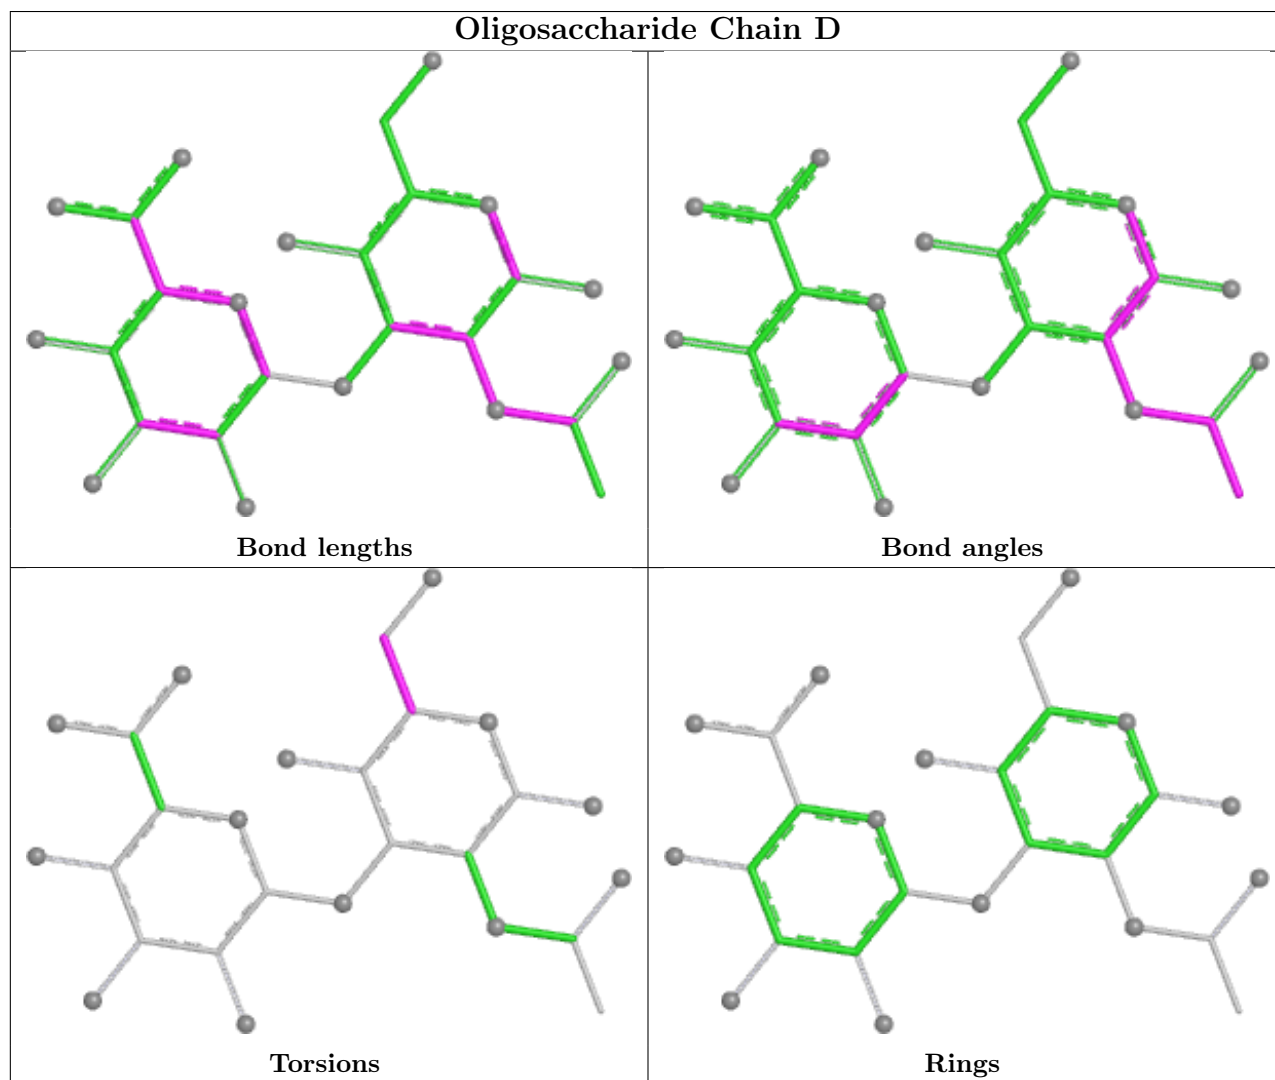 Oligosaccharide Chain D
Bond lengths
Bond angles
Torsions
Rings